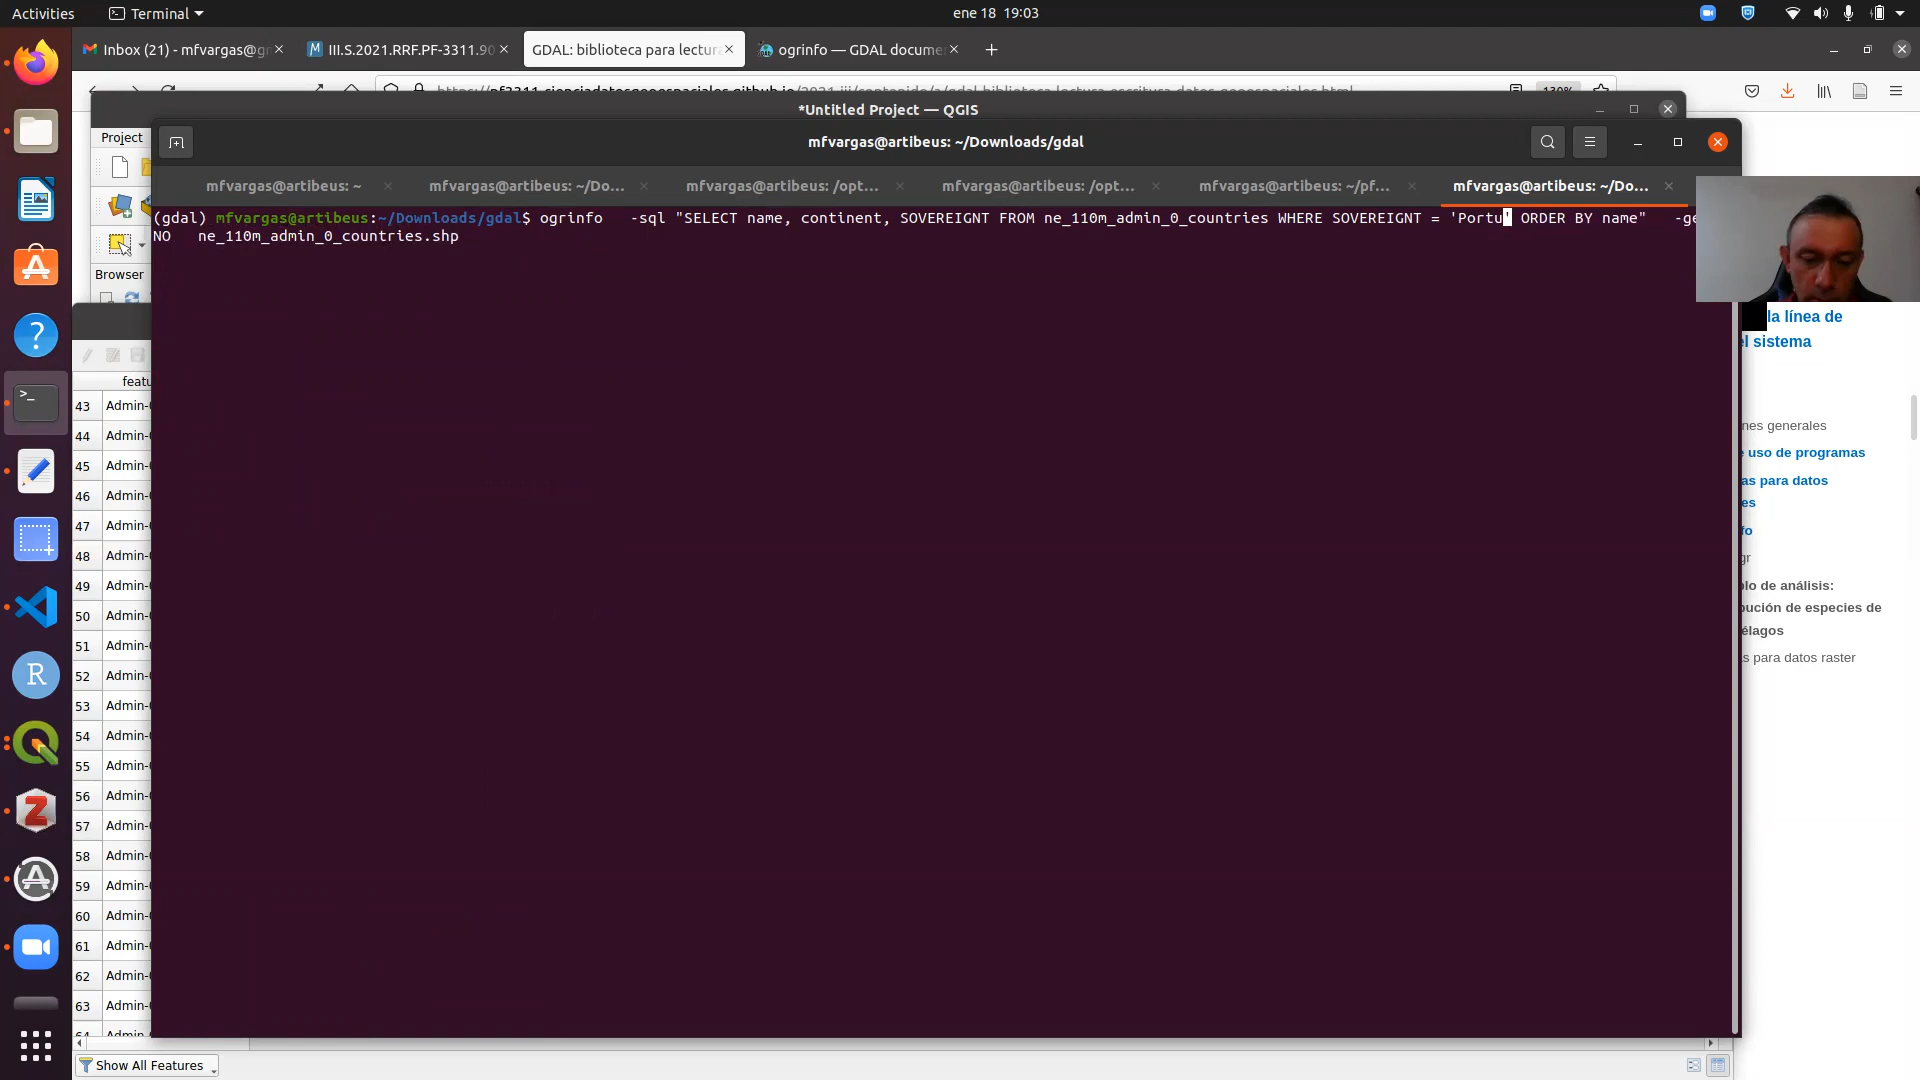 Activities
Terminal
ene 18 19:03
Inbox (21) - mfvargas@g
III.S.2021.RRF.PF-3311.90
GDAL: biblioteca para lectur
ogrinfo — GDAL docume
*Untitled Project — QGIS
Project
mfvargas@artibeus: ~/Downloads/gdal
mfvargas@artibeus: ~
mfvargas@artibeus: ~/Do...
mfvargas@artibeus: /opt...
mfvargas@artibeus: /opt...
mfvargas@artibeus: ~/pf...
mfvargas@artibeus: ~/Do...
(gdal) mfvargas@artibeus:~/Downloads/gdal$ ogrinfo -sql "SELECT name, continent, SOVEREIGNT FROM ne_110m_admin_0_countries WHERE SOVEREIGNT = 'Portu' ORDER BY name" -ge
NO ne_110m_admin_0_countries.shp
Browser
featu
43 Admin-
44 Admin-
45 Admin-
46 Admin-
47 Admin-
48 Admin-
49 Admin-
50 Admin-
51 Admin-
52 Admin-
53 Admin-
54 Admin-
55 Admin-
56 Admin-
57 Admin-
58 Admin-
59 Admin-
60 Admin-
61 Admin-
62 Admin-
63 Admin-
Show All Features
la línea de
el sistema
nes generales
e uso de programas
as para datos
es
fo
gr
lo de análisis:
bución de especies de
élagos
s para datos raster